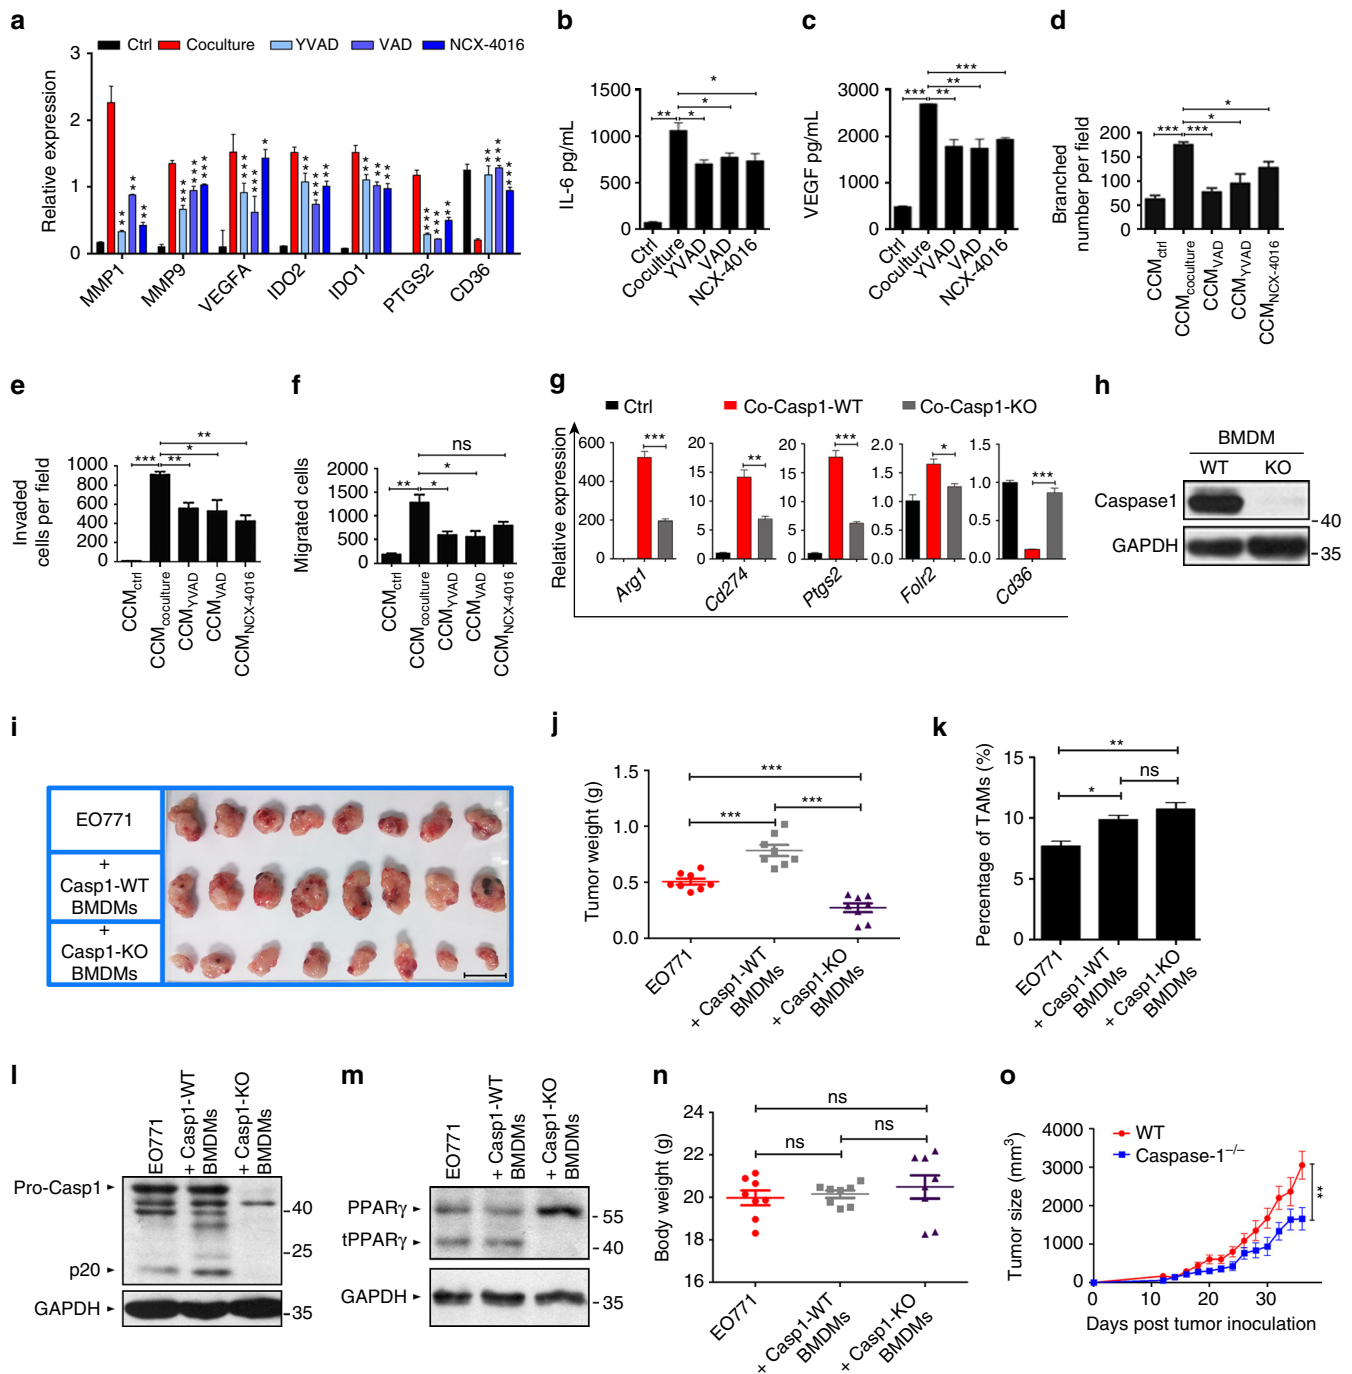 a
Ctrl Coculture YVAD VAD NCX-4016
Relative expression
3
2
1
0
MMP1 MMP9 VEGFA IDO2 IDO1 PTGS2 CD36
b
IL-6 pg/mL
1500
1000
500
0
** * * *
Ctrl Coculture YVAD VAD NCX-4016
c
VEGF pg/mL
3000
2000
1000
0
*** ** ** ***
Ctrl Coculture YVAD VAD NCX-4016
d
Branched number per field
200
150
100
50
0
*** *** * *
CCMctrl CCMcoculture CCMVAD CCMYVAD CCMNCX-4016
e
Invaded cells per field
1000
800
600
400
200
0
*** ** * **
CCMctrl CCMcoculture CCMYVAD CCMVAD CCMNCX-4016
f
Migrated cells
2000
1500
1000
500
0
** * * ns
CCMctrl CCMcoculture CCMYVAD CCMVAD CCMNCX-4016
g
Ctrl Co-Casp1-WT Co-Casp1-KO
Relative expression
600
400
200
0
***
Arg1
20
15
10
5
0
**
Cd274
20
15
10
5
0
***
Ptgs2
2.0
1.5
1.0
0.5
0.0
*
Folr2
1.5
1.0
0.5
0.0
***
Cd36
h
BMDM
WT KO
Caspase1
-40
GAPDH
-35
i
EO771
+
Casp1-WT
BMDMs
+
Casp1-KO
BMDMs
j
Tumor weight (g)
1.5
1.0
0.5
0.0
***
*** ***
EO771
+ Casp1-WT BMDMs
+ Casp1-KO BMDMs
k
Percentage of TAMs (%)
15
10
5
0
**
ns
*
EO771
+ Casp1-WT BMDMs
+ Casp1-KO BMDMs
l
EO771
+ Casp1-WT BMDMs
+ Casp1-KO BMDMs
Pro-Casp1
-40
-25
p20
GAPDH
-35
m
EO771
+ Casp1-WT BMDMs
+ Casp1-KO BMDMs
PPARγ
-55
tPPARγ
-40
GAPDH
-35
n
Body weight (g)
22
20
18
16
ns
ns ns
EO771
+ Casp1-WT BMDMs
+ Casp1-KO BMDMs
o
WT
Caspase-1−/−
Tumor size (mm3)
4000
3000
2000
1000
0
**
0 10 20 30
Days post tumor inoculation